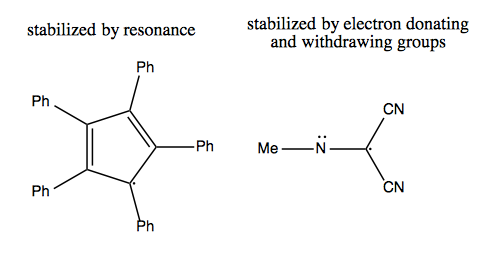 stabilized by resonance
stabilized by electron donating
and withdrawing groups
Ph
Ph
Ph
Ph
Ph
Me
N
CN
CN